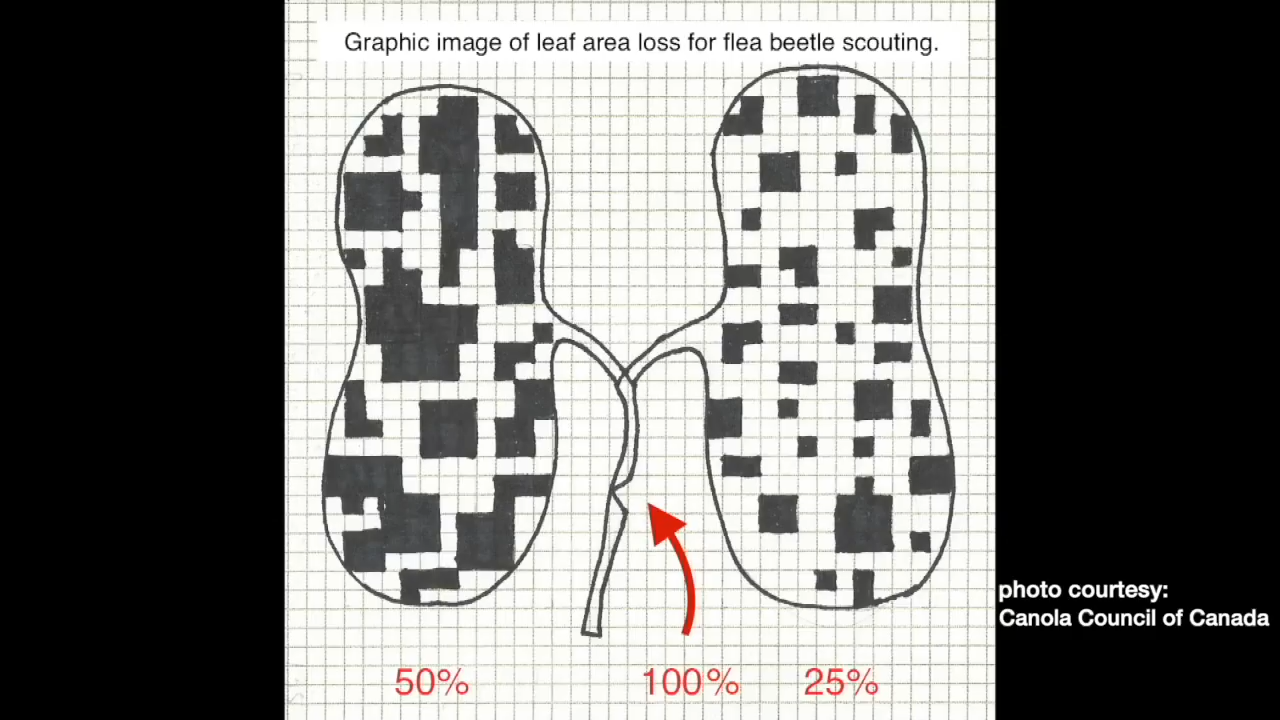 Graphic image of leaf area loss for flea beetle scouting.
photo courtesy:
Canola Council of Canada
50%
100%
25%